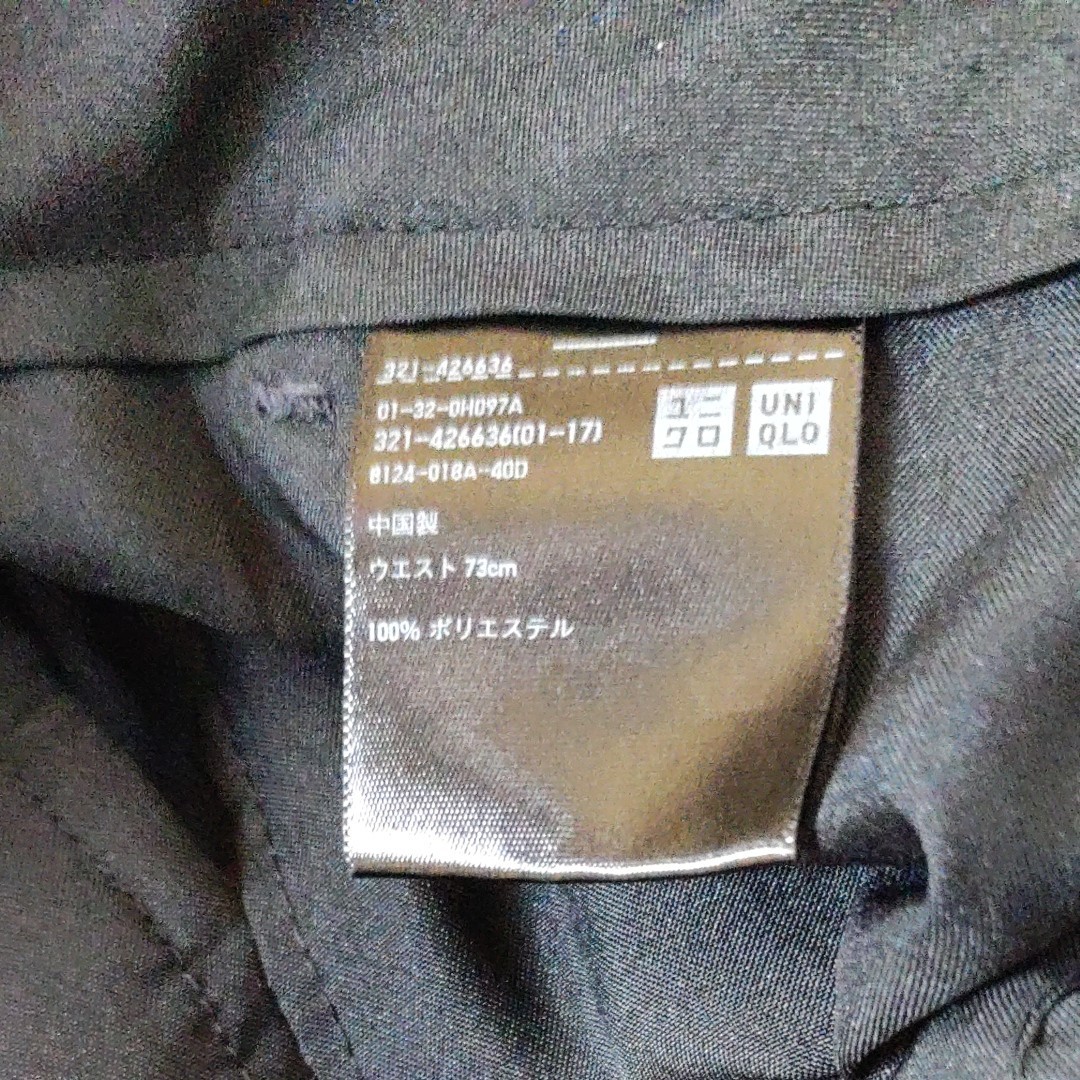 321-426636
01-32-0H097A
321-426636(01-17)
8124-018A-40D
ユニ
クロ
UNI
QLO
中国製
ウエスト 73cm
100% ポリエステル